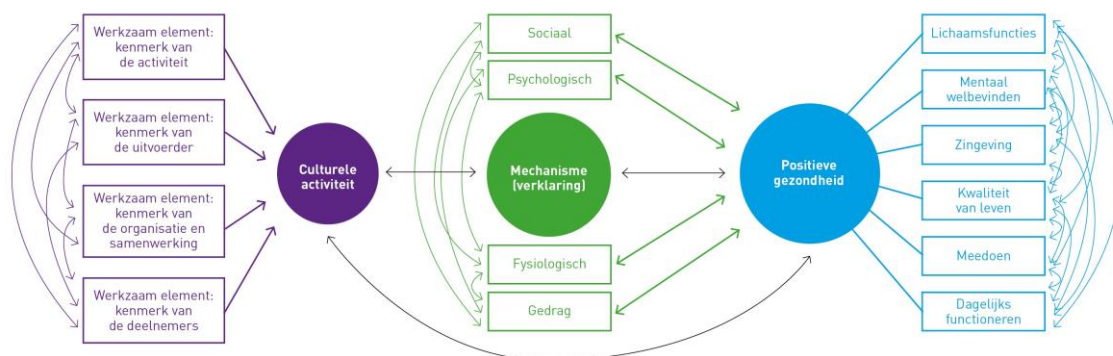 Werkzaam element:
kenmerk van
de activiteit
Werkzaam element:
kenmerk van
de uitvoerder
Werkzaam element:
kenmerk van
de organisatie en
samenwerking
Werkzaam element:
kenmerk van
de deelnemers
Culturele
activiteit
Sociaal
Psychologisch
Mechanisme
(verklaring)
Fysiologisch
Gedrag
Positieve
gezondheid
Lichaamsfuncties
Mentaal
welbevinden
Zingeving
Kwaliteit
van leven
Meedoen
Dagelijks
functioneren